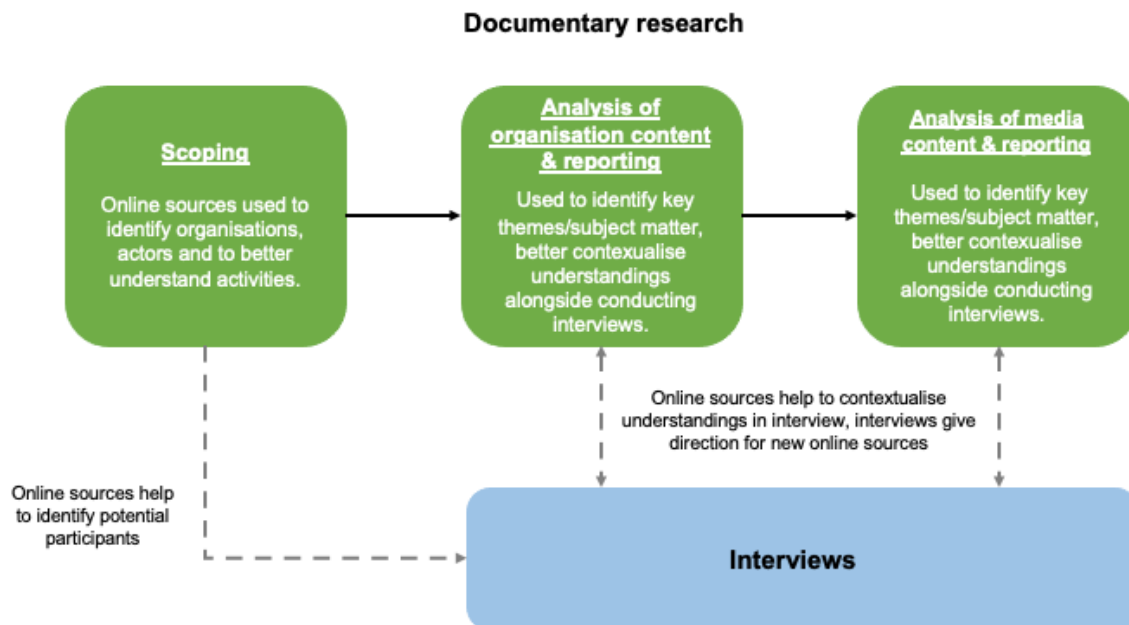 Documentary research
Scoping
Online sources used to
identify organisations,
actors and to better
understand activities.
Analysis of
organisation content
& reporting
Used to identify key
themes/subject matter,
better contexualise
understandings
alongside conducting
interviews.
Analysis of media
content & reporting
Used to identify key
themes/subject matter,
better contexualise
understandings
alongside conducting
interviews.
Online sources help to contextualise
understandings in interview, interviews give
direction for new online sources
Online sources help
to identify potential
participants
Interviews